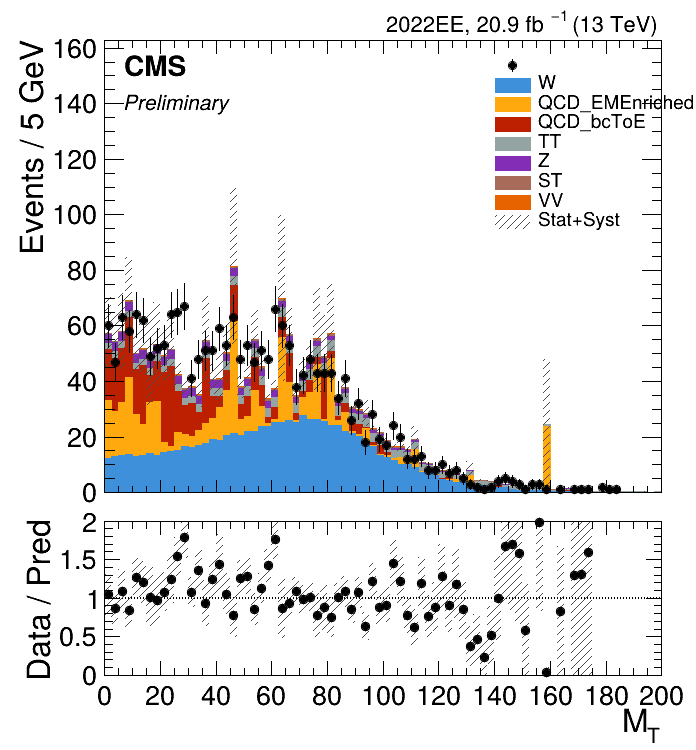 2022EE, 20.9 fb⁻¹ (13 TeV)
Events / 5 GeV
160
140
120
100
80
60
40
20
0
CMS
Preliminary
W
QCD_EMEnriched
QCD_bcToE
TT
Z
ST
VV
Stat+Syst
Data / Pred
2
1.5
1
0.5
0
0 20 40 60 80 100 120 140 160 180 200
M_T